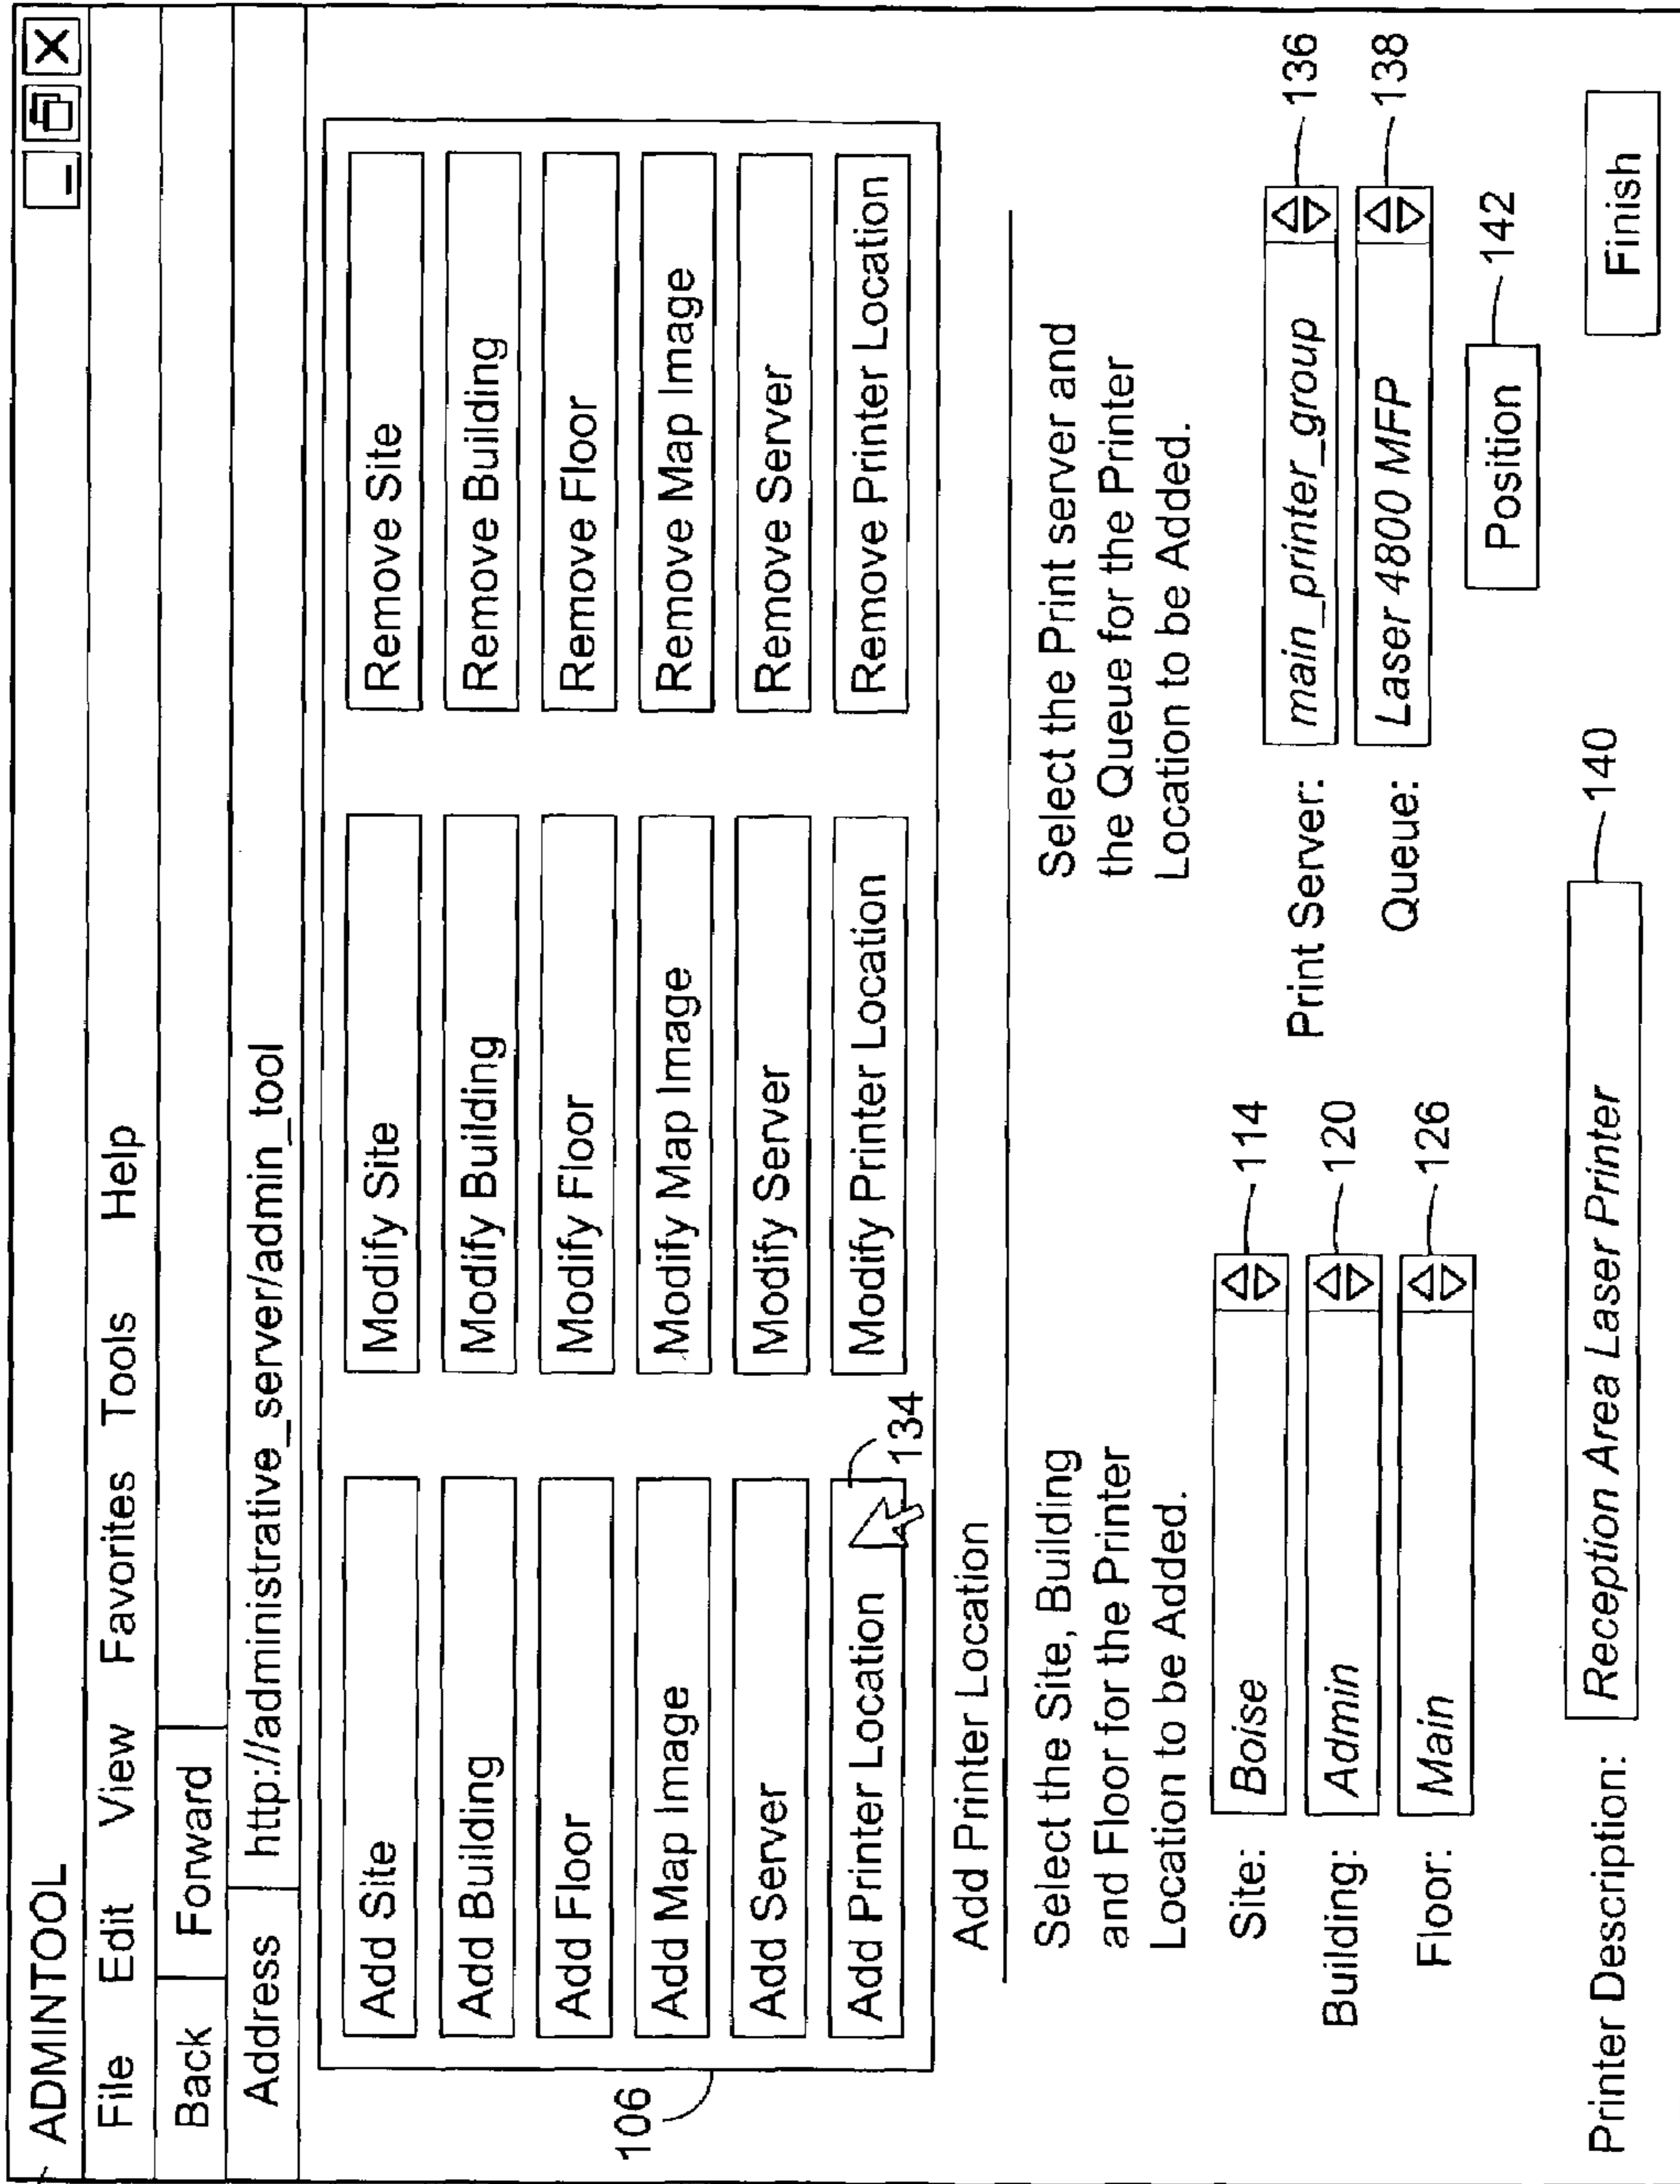 ADMINTOOL
File Edit View Favorites Tools Help
Back Forward
Address http://administrative_server/admin_tool
Add Site Modify Site Remove Site
Add Building Modify Building Remove Building
Add Floor Modify Floor Remove Floor
Add Map Image Modify Map Image Remove Map Image
Add Server Modify Server Remove Server
Add Printer Location Modify Printer Location Remove Printer Location
106
134
Add Printer Location
Select the Site, Building
and Floor for the Printer
Location to be Added.
Site: Boise 114
Building: Admin 120
Floor: Main 126
Select the Print server and
the Queue for the Printer
Location to be Added.
Print Server: main_printer_group 136
Queue: Laser 4800 MFP 138
Position 142
Printer Description: Reception Area Laser Printer 140
Finish